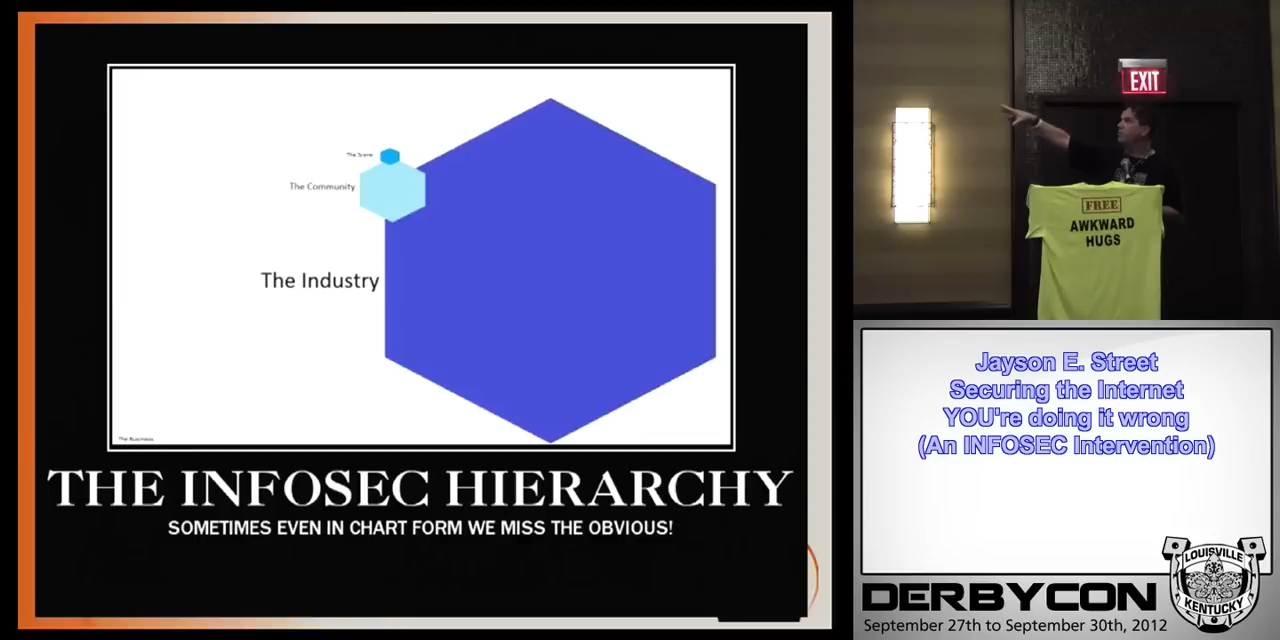 The Scene
The Community
The Industry
The Business
THE INFOSEC HIERARCHY
SOMETIMES EVEN IN CHART FORM WE MISS THE OBVIOUS!
EXIT
FREE
AWKWARD
HUGS
Jayson E. Street
Securing the Internet
YOU're doing it wrong
(An INFOSEC Intervention)
LOUISVILLE
KENTUCKY
DERBYCON
September 27th to September 30th, 2012